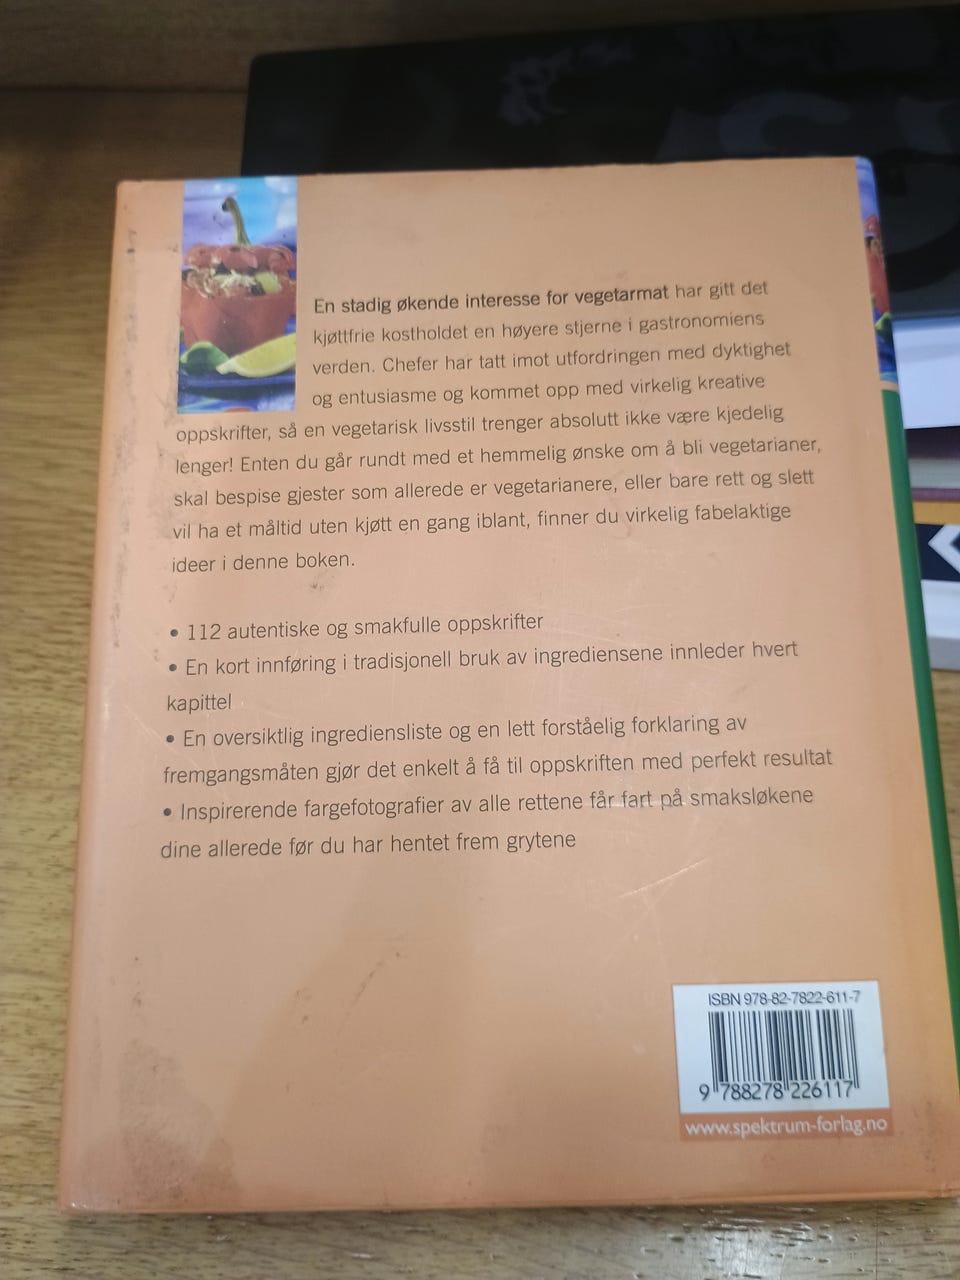 En stadig økende interesse for vegetarmat har gitt det
kjøttfrie kostholdet en høyere stjerne i gastronomiens
verden. Chefer har tatt imot utfordringen med dyktighet
og entusiasme og kommet opp med virkelig kreative
oppskrifter, så en vegetarisk livsstil trenger absolutt ikke være kjedelig
lenger! Enten du går rundt med et hemmelig ønske om å bli vegetarianer,
skal bespise gjester som allerede er vegetarianere, eller bare rett og slett
vil ha et måltid uten kjøtt en gang iblant, finner du virkelig fabelaktige
ideer i denne boken.
• 112 autentiske og smakfulle oppskrifter
• En kort innføring i tradisjonell bruk av ingrediensene innleder hvert
kapittel
• En oversiktlig ingrediensliste og en lett forståelig forklaring av
fremgangsmåten gjør det enkelt å få til oppskriften med perfekt resultat
• Inspirerende fargefotografier av alle rettene får fart på smaksløkene
dine allerede før du har hentet frem grytene
ISBN 978-82-7822-611-7
9 788278 226117
www.spektrum-forlag.no